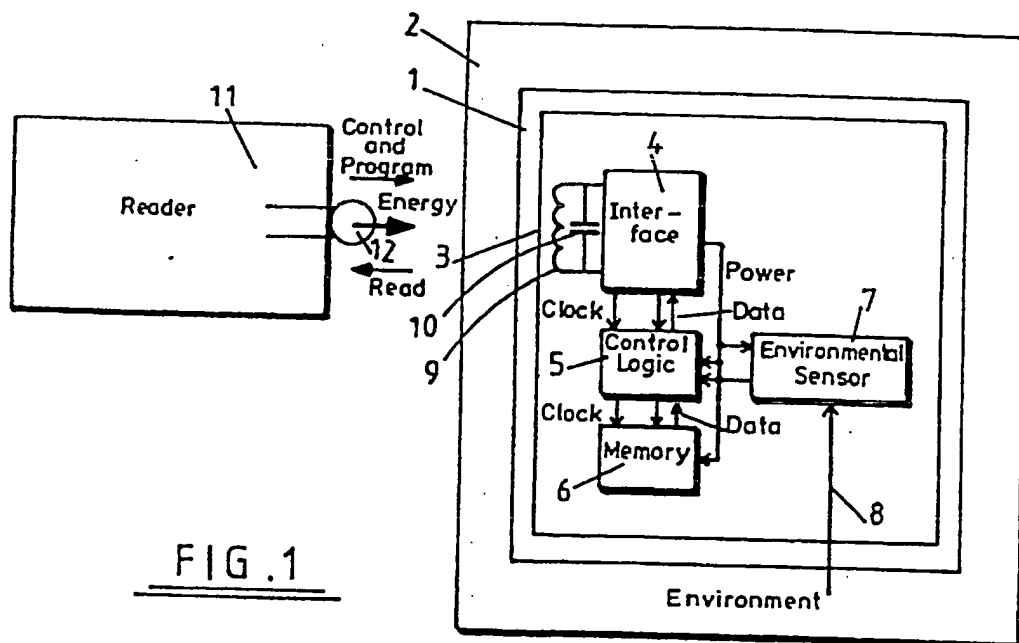 2
1
11
Control
and
Program
Energy
Reader
12
Read
3
10
9
4
Inter-
face
Power
Clock
Data
7
5
Control
Logic
Environmental
Sensor
Clock
Data
Memory
6
8
Environment
FIG.1